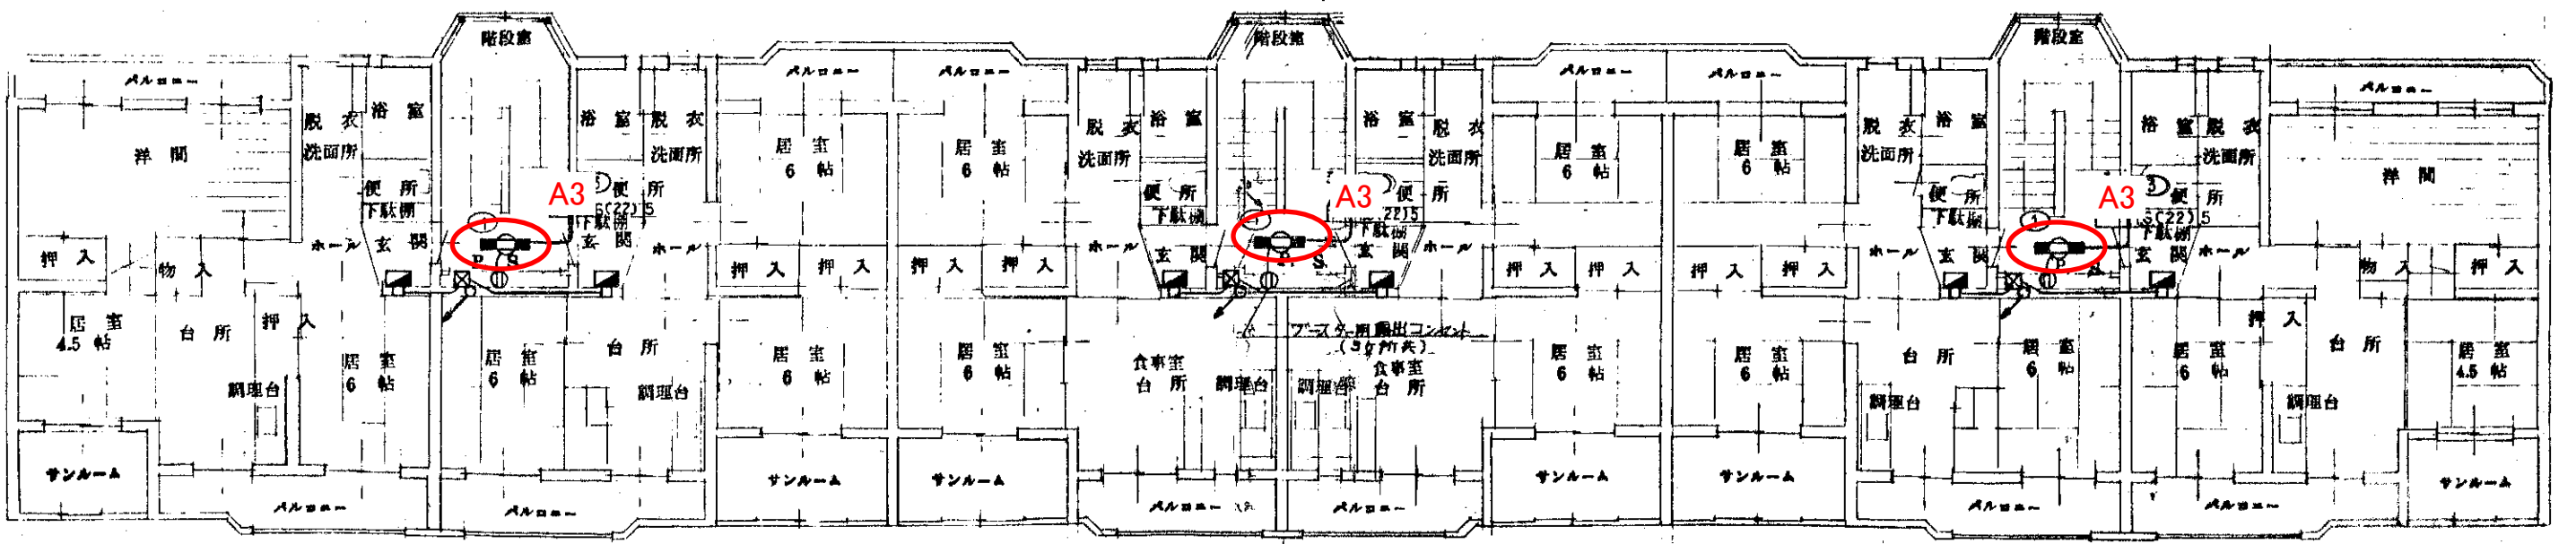 階段室
階段室
階段室
バルコニー
バルコニー
バルコニー
バルコニー
バルコニー
バルコニー
浴室
浴室
浴室
浴室
浴室
浴室
脱衣
洗面所
脱衣
洗面所
脱衣
洗面所
脱衣
洗面所
脱衣
洗面所
脱衣
洗面所
洋間
居室
6帖
居室
6帖
居室
6帖
居室
6帖
洋間
A3
A3
A3
便所
下駄棚
玄関
ホール
便所
S(22)5
下駄棚
玄関
ホール
便所
下駄棚
玄関
ホール
便所
22)5
下駄棚
玄関
ホール
便所
下駄棚
玄関
ホール
便所
S(22)5
下駄棚
玄関
ホール
1
1
P S
S
P
押入
物入
押入
押入
押入
押入
押入
押入
押入
押入
物入
押入
居室
4.5帖
台所
押入
調理台
居室
6帖
居室
6帖
台所
調理台
居室
6帖
居室
6帖
ブースター用露出コンセント
(3ヶ所共)
食事室
台所
調理台
調理台
食事室
台所
居室
6帖
居室
6帖
台所
調理台
居室
6帖
居室
6帖
押入
台所
調理台
居室
4.5帖
サンルーム
サンルーム
サンルーム
サンルーム
サンルーム
サンルーム
バルコニー
バルコニー
バルコニー
バルコニー
バルコニー
バルコニー